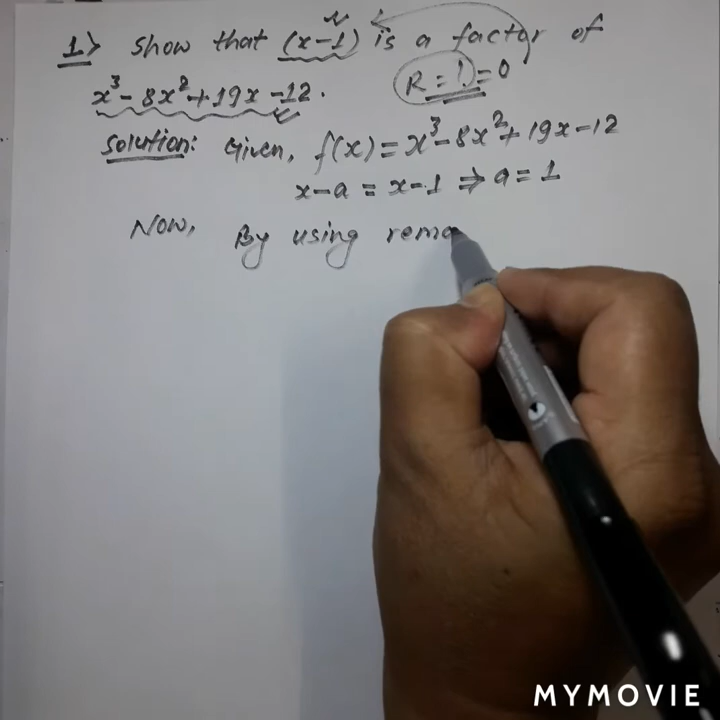 1> Show that (x-1) is a factor of
x³-8x²+19x-12. R = ! = 0
Solution: Given, f(x) = x³-8x²+19x-12
x-a = x-1 ⇒ a = 1
Now, By using rema
MYMOVIE